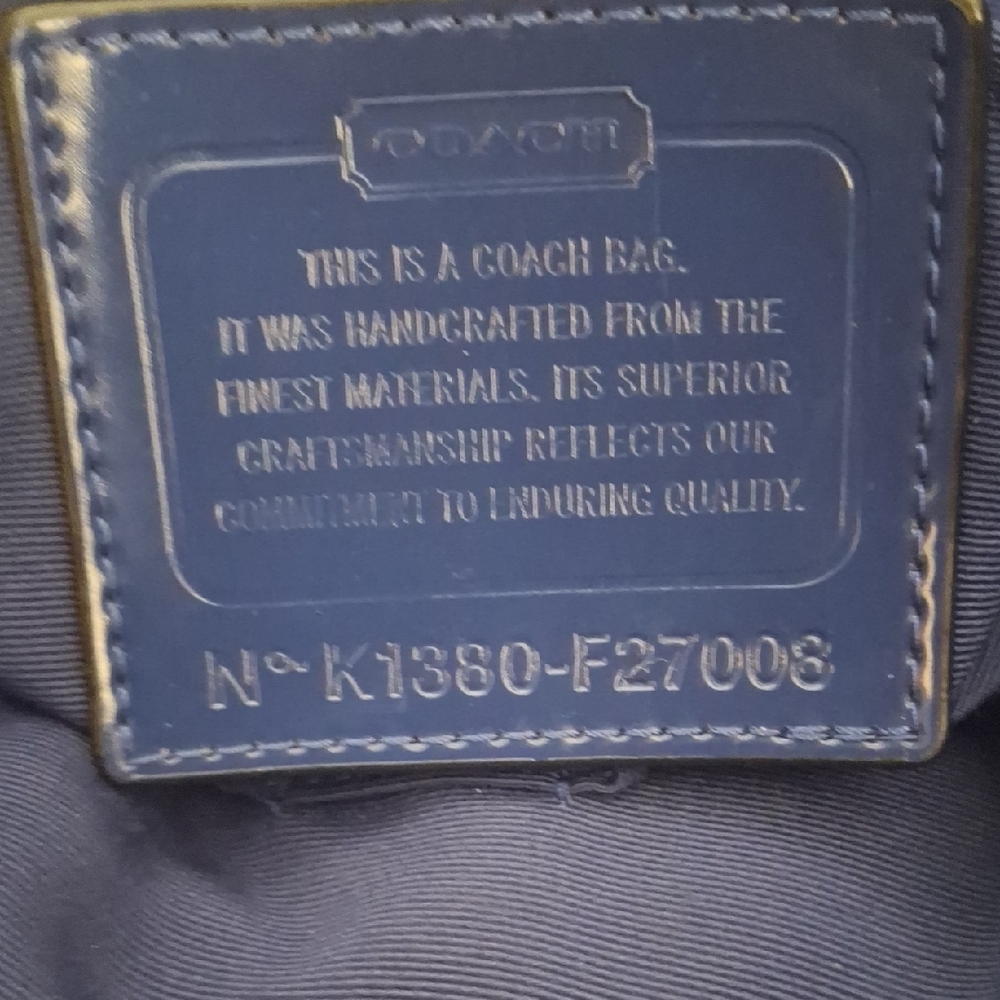 COACH
THIS IS A COACH BAG.
IT WAS HANDCRAFTED FROM THE
FINEST MATERIALS. ITS SUPERIOR
CRAFTSMANSHIP REFLECTS OUR
COMMITMENT TO ENDURING QUALITY.
Nº K1380-F27008